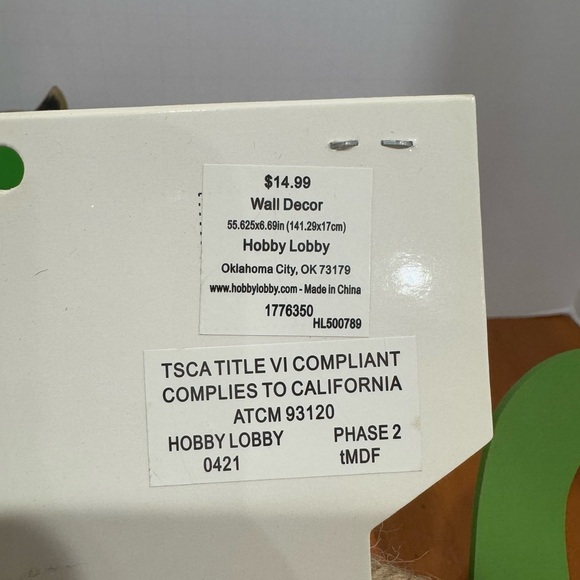 $14.99
Wall Decor
55.625x6.69in (141.29x17cm)
Hobby Lobby
Oklahoma City, OK 73179
www.hobbylobby.com - Made in China
1776350
HL500789
TSCA TITLE VI COMPLIANT
COMPLIES TO CALIFORNIA
ATCM 93120
HOBBY LOBBY PHASE 2
0421 tMDF